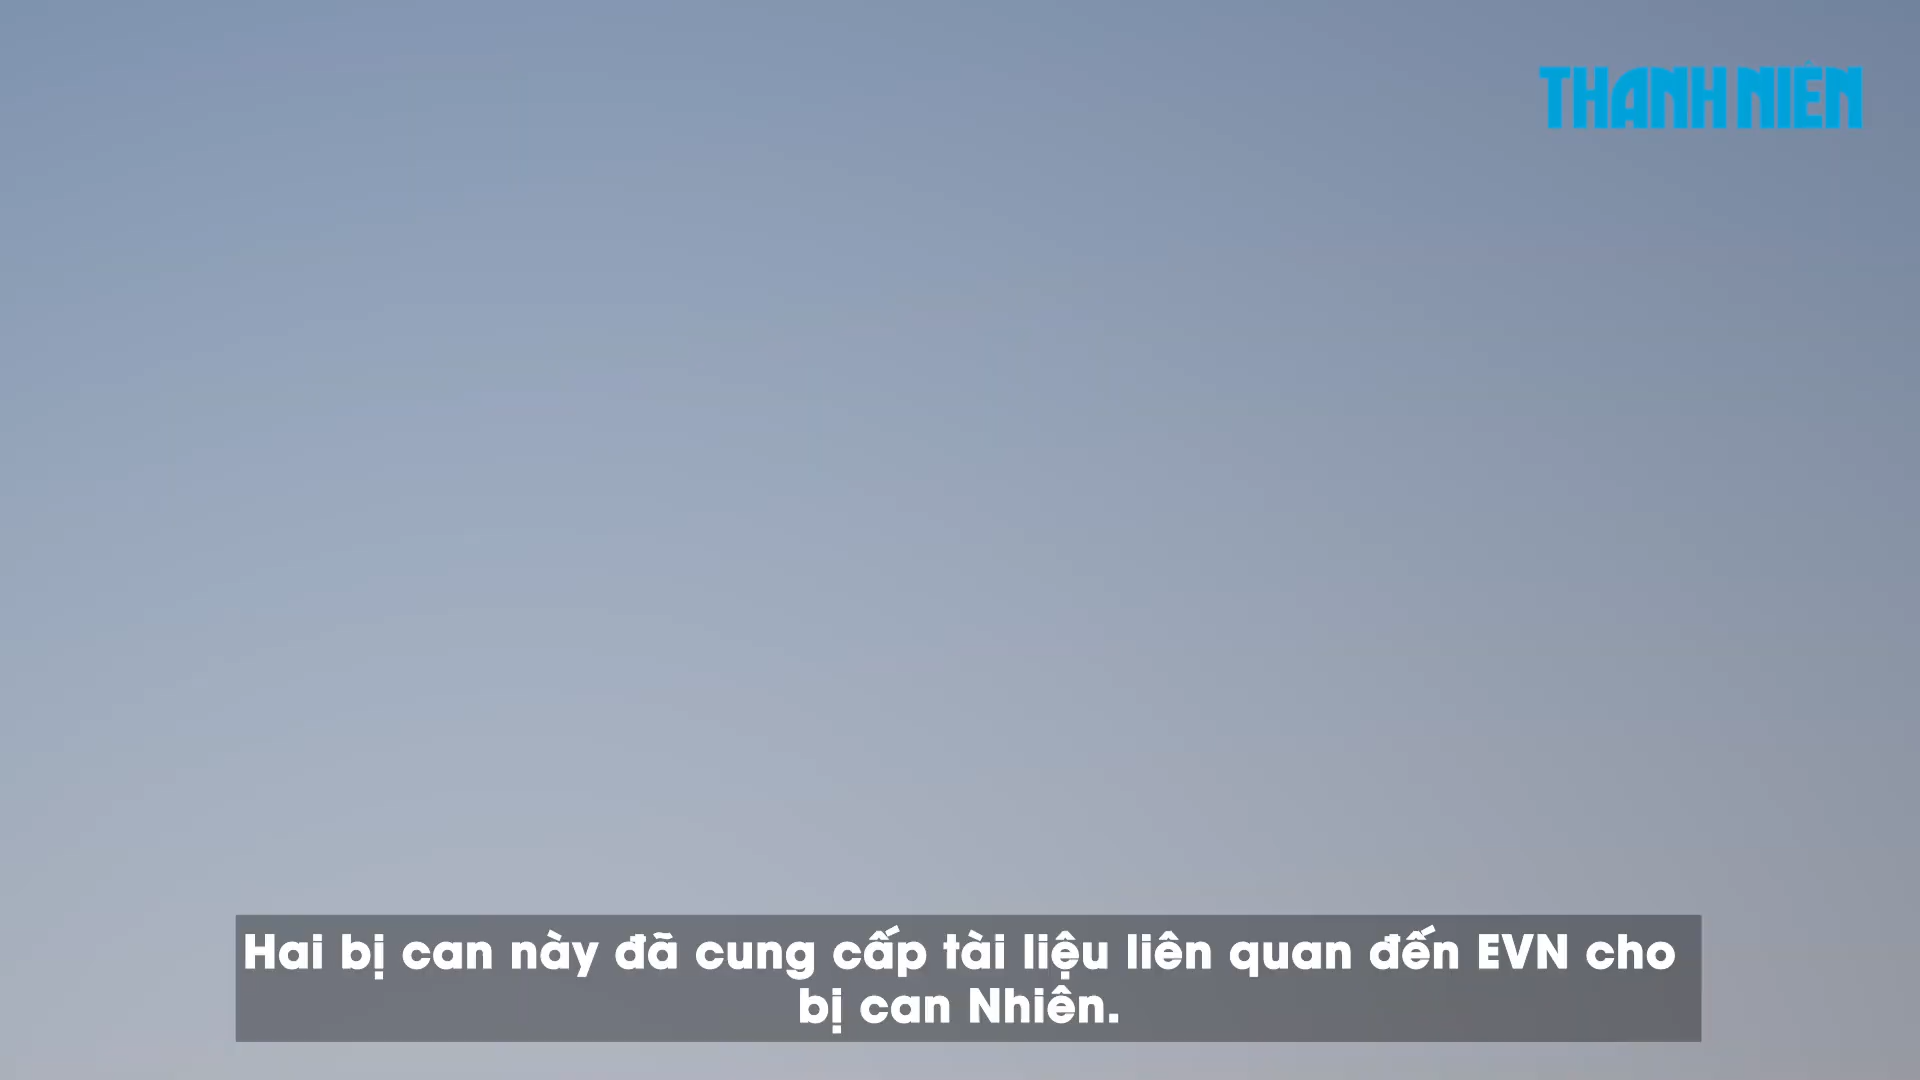 THANH NIÊN
Hai bị can này đã cung cấp tài liệu liên quan đến EVN cho
bị can Nhiên.